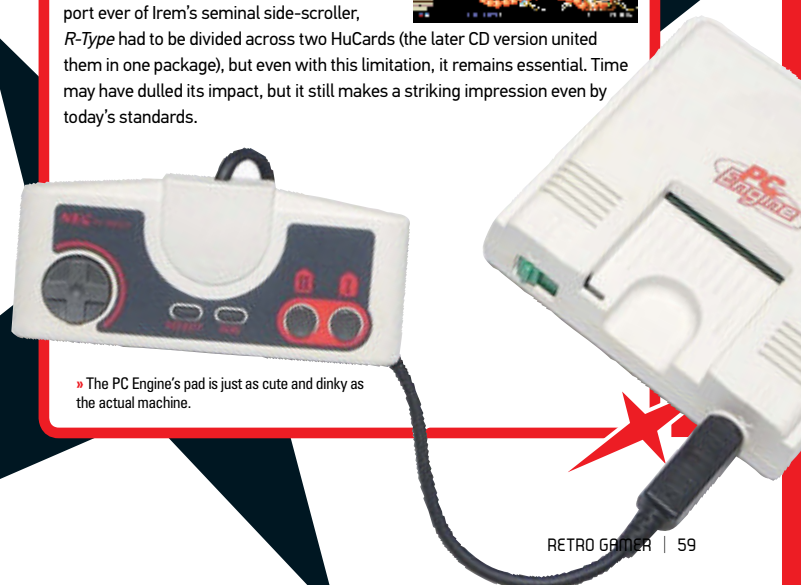 port ever of Irem's seminal side-scroller,
R-Type had to be divided across two HuCards (the later CD version united
them in one package), but even with this limitation, it remains essential. Time
may have dulled its impact, but it still makes a striking impression even by
today's standards.
NEC
II I
SELECT RUN
PC
Engine
» The PC Engine's pad is just as cute and dinky as
the actual machine.
RETRO GAMER | 59